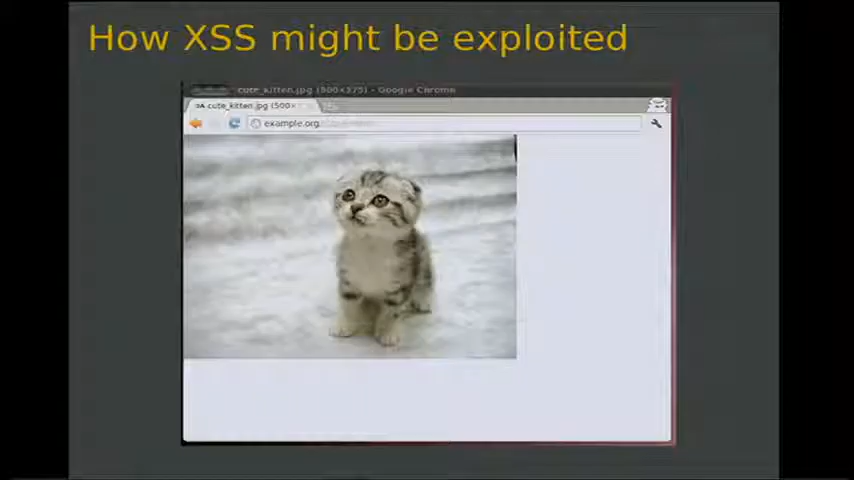 How XSS might be exploited
cute_kitten.jpg (500×375) - Google Chrome
cute_kitten.jpg (500×
example.org